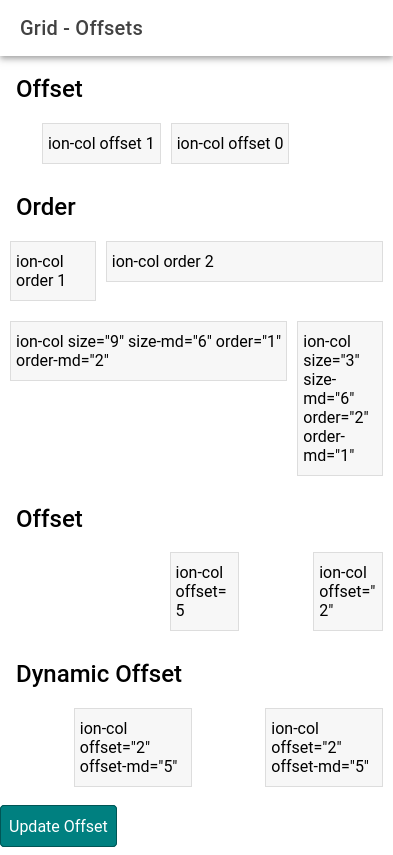 Grid - Offsets
Offset
ion-col offset 1
ion-col offset 0
Order
ion-col
order 1
ion-col order 2
ion-col size="9" size-md="6" order="1"
order-md="2"
ion-col
size="3"
size-
md="6"
order="2"
order-
md="1"
Offset
ion-col
offset=
5
ion-col
offset="
2"
Dynamic Offset
ion-col
offset="2"
offset-md="5"
ion-col
offset="2"
offset-md="5"
Update Offset